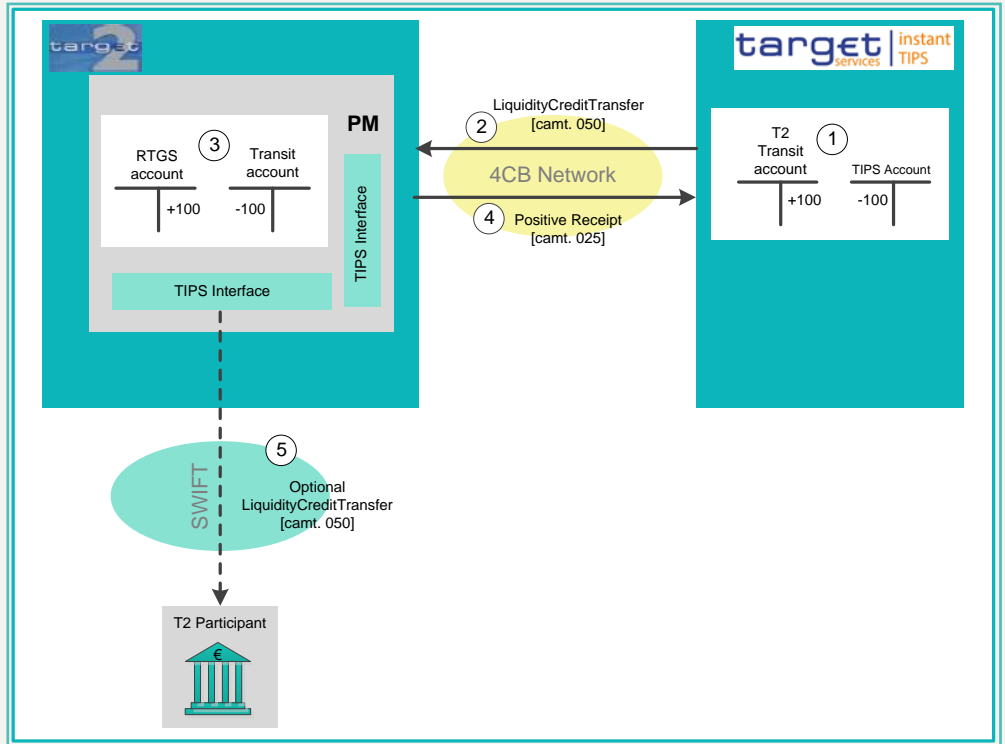 target
2
target
services
instant
TIPS
PM
3
RTGS
account
Transit
account
+100
-100
TIPS Interface
TIPS Interface
LiquidityCreditTransfer
[camt. 050]
2
4CB Network
4
Positive Receipt
[camt. 025]
1
T2
Transit
account
TIPS Account
+100
-100
5
SWIFT
Optional
LiquidityCreditTransfer
[camt. 050]
T2 Participant
€